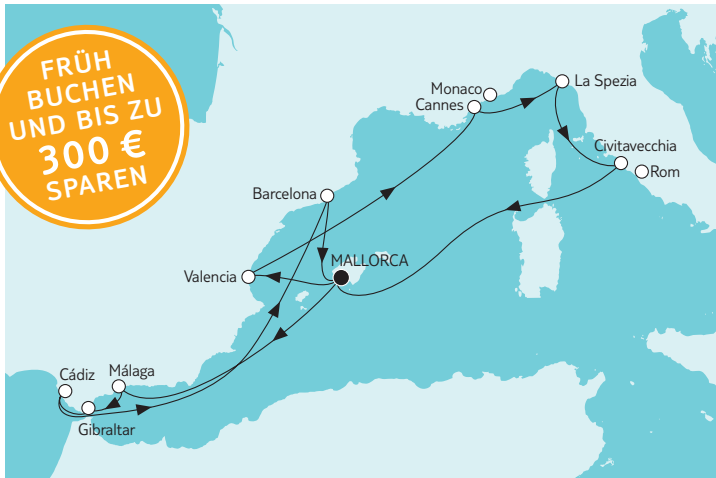 FRÜH
BUCHEN
UND BIS ZU
300 €
SPAREN
Monaco
Cannes
La Spezia
Civitavecchia
Rom
Barcelona
MALLORCA
Valencia
Cádiz
Málaga
Gibraltar